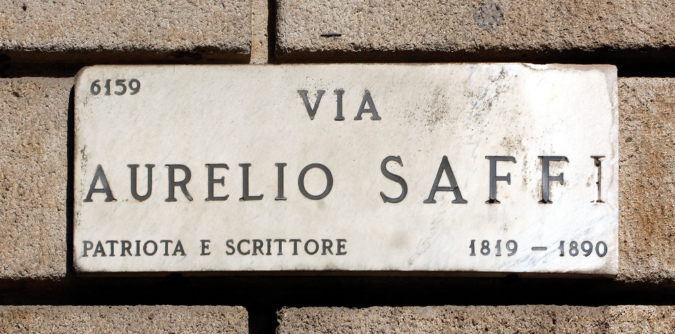 6159
VIA
AURELIO SAFFI
PATRIOTA E SCRITTORE 1819 – 1890